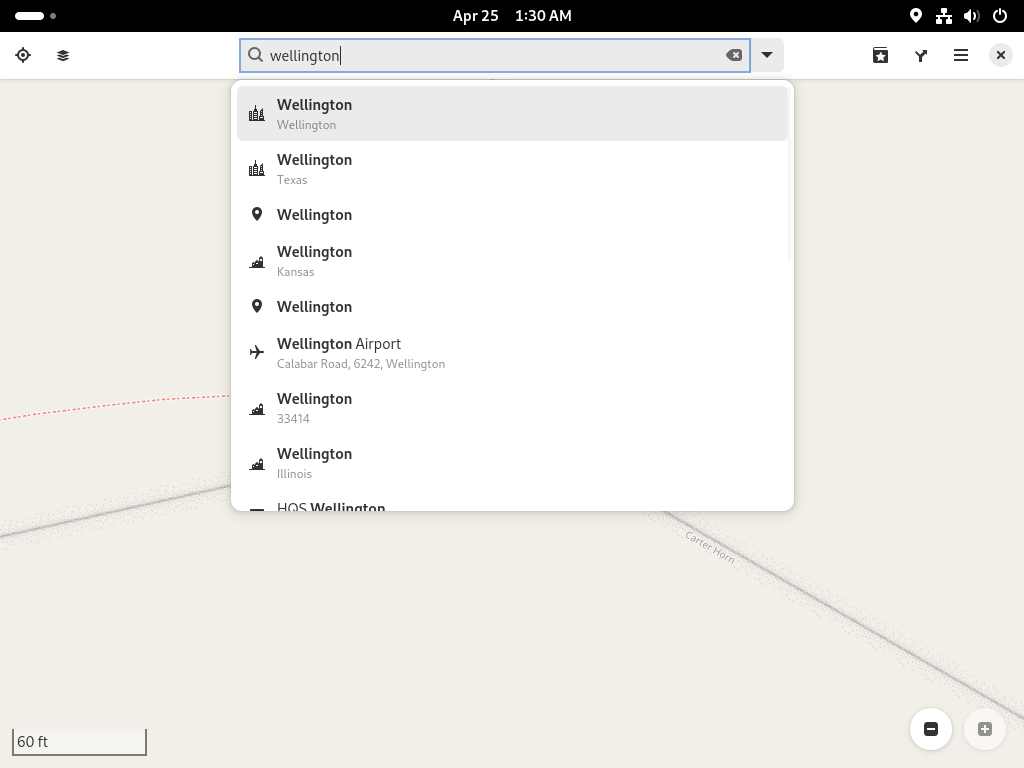 Apr 25 1:30 AM
wellington
Wellington
Wellington
Wellington
Texas
Wellington
Wellington
Kansas
Wellington
Wellington Airport
Calabar Road, 6242, Wellington
Wellington
33414
Wellington
Illinois
HQS Wellington
Carter Horn
60 ft